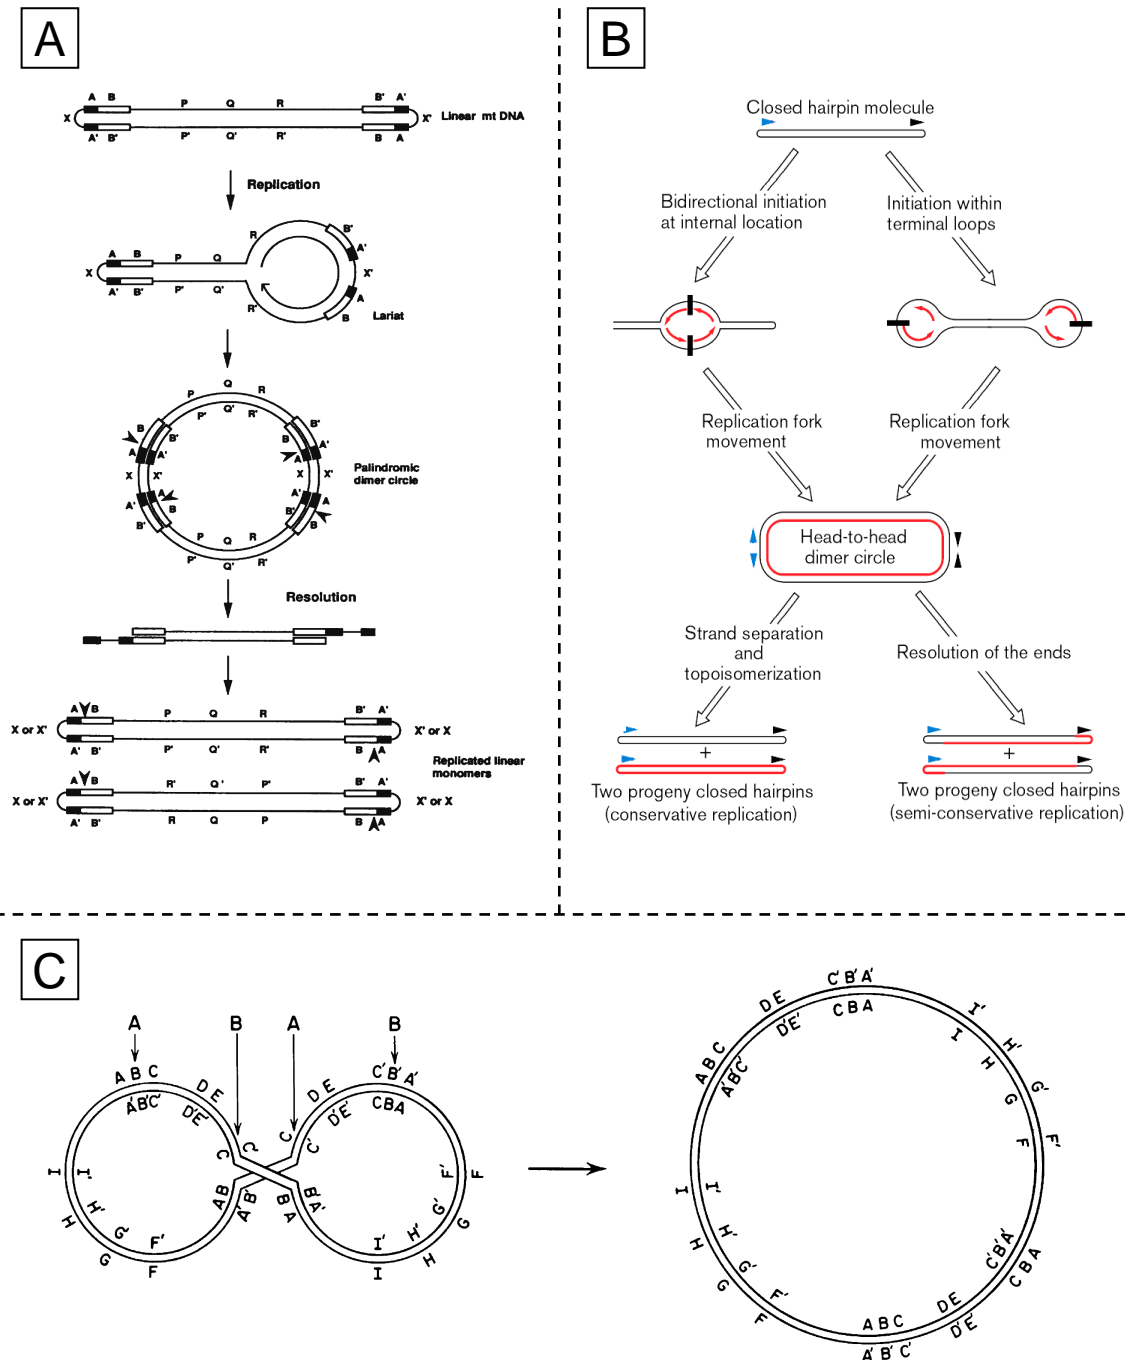 A
A B P Q R B' A'
X X' Linear mt DNA
A' B' P' Q' R' B A
Replication
R B'
A B P Q A'
X X'
A' B' P' Q' A
R' B
Lariat
Q
P R
P' Q' R'
B B' B B'
A A' A A'
X X' X X'
Palindromic
dimer circle
A' A A' A
B' B B' B
P Q R
P' Q' R'
Resolution
A B P Q R B' A'
X or X' X' or X
A' B' P' Q' R' B A
Replicated linear
monomers
A B R' Q' P' B' A'
X or X' X' or X
A' B' R Q P B A
B
Closed hairpin molecule
Bidirectional initiation
at internal location
Initiation within
terminal loops
Replication fork
movement
Replication fork
movement
Head-to-head
dimer circle
Strand separation
and
topoisomerization
Resolution of the ends
+
+
Two progeny closed hairpins
(conservative replication)
Two progeny closed hairpins
(semi-conservative replication)
C
A B A B
A B C D E C' C
A' B' C' D' E' C C'
D E C' B' A'
D' E' C B A
I I' H H' G G' F F'
A B A' B' B A B' A'
F' F G' G H' H I' I
D E C' B' A' I' H' G' F'
D' E' C B A I H G F
A B C
A' B' C'
I I' H H' G G' F F'
A B C D E C' B' A'
A' B' C' D' E' C B A